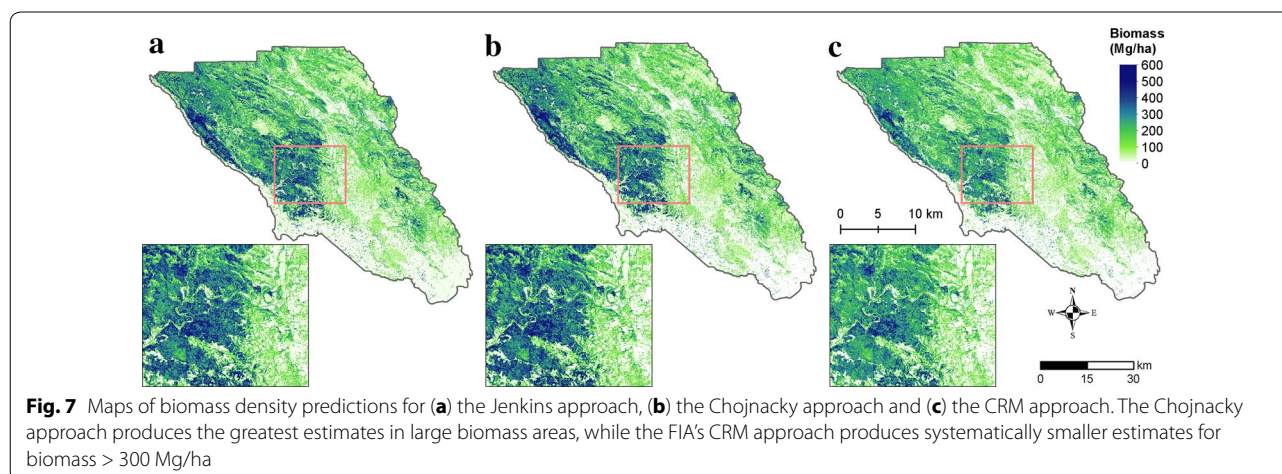 a
b
c
Biomass
(Mg/ha)
600
500
400
300
200
100
0
0 5 10 km
N
W E
S
km
0 15 30
Fig. 7 Maps of biomass density predictions for (a) the Jenkins approach, (b) the Chojnacky approach and (c) the CRM approach. The Chojnacky
approach produces the greatest estimates in large biomass areas, while the FIA's CRM approach produces systematically smaller estimates for
biomass > 300 Mg/ha